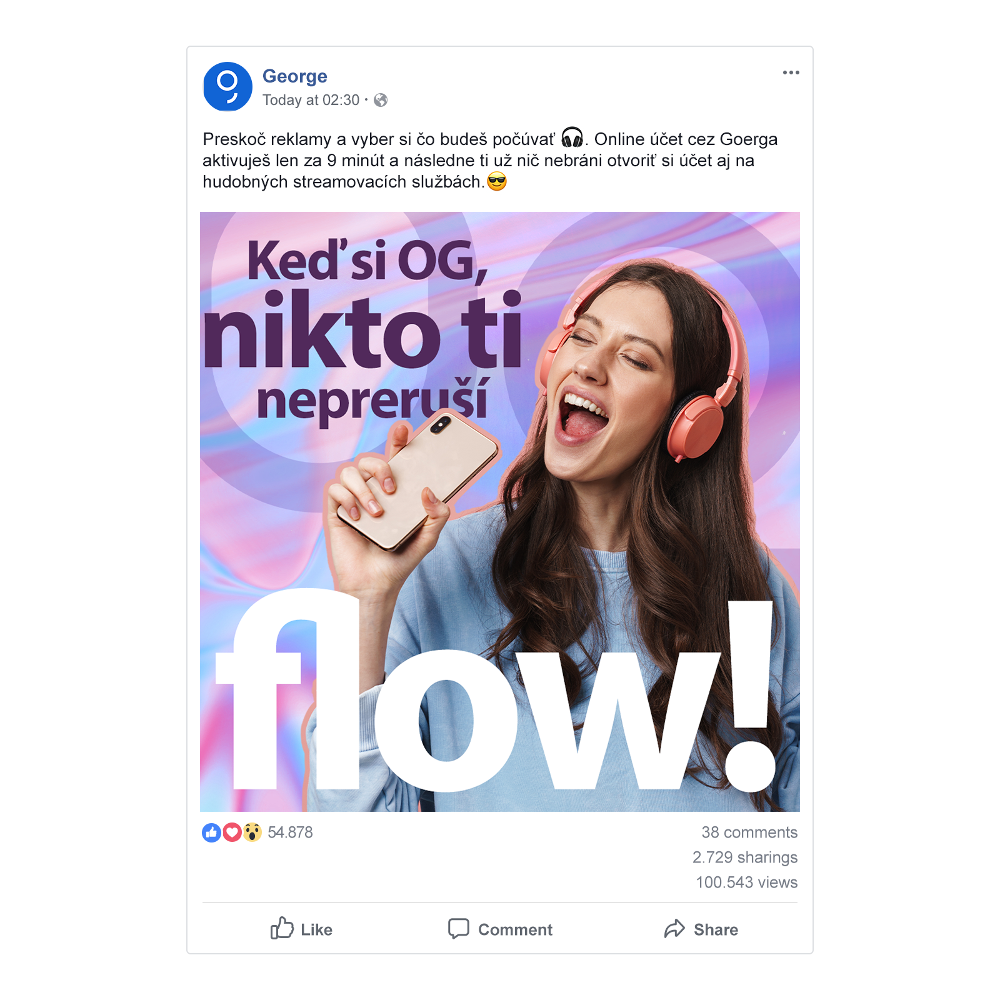 George
Today at 02:30 ·
Preskoč reklamy a vyber si čo budeš počúvať 🎧. Online účet cez Goerga
aktivuješ len za 9 minút a následne ti už nič nebráni otvoriť si účet aj na
hudobných streamovacích službách.😎
Keď si OG,
nikto ti
nepreruší
flow!
54.878
38 comments
2.729 sharings
100.543 views
Like
Comment
Share